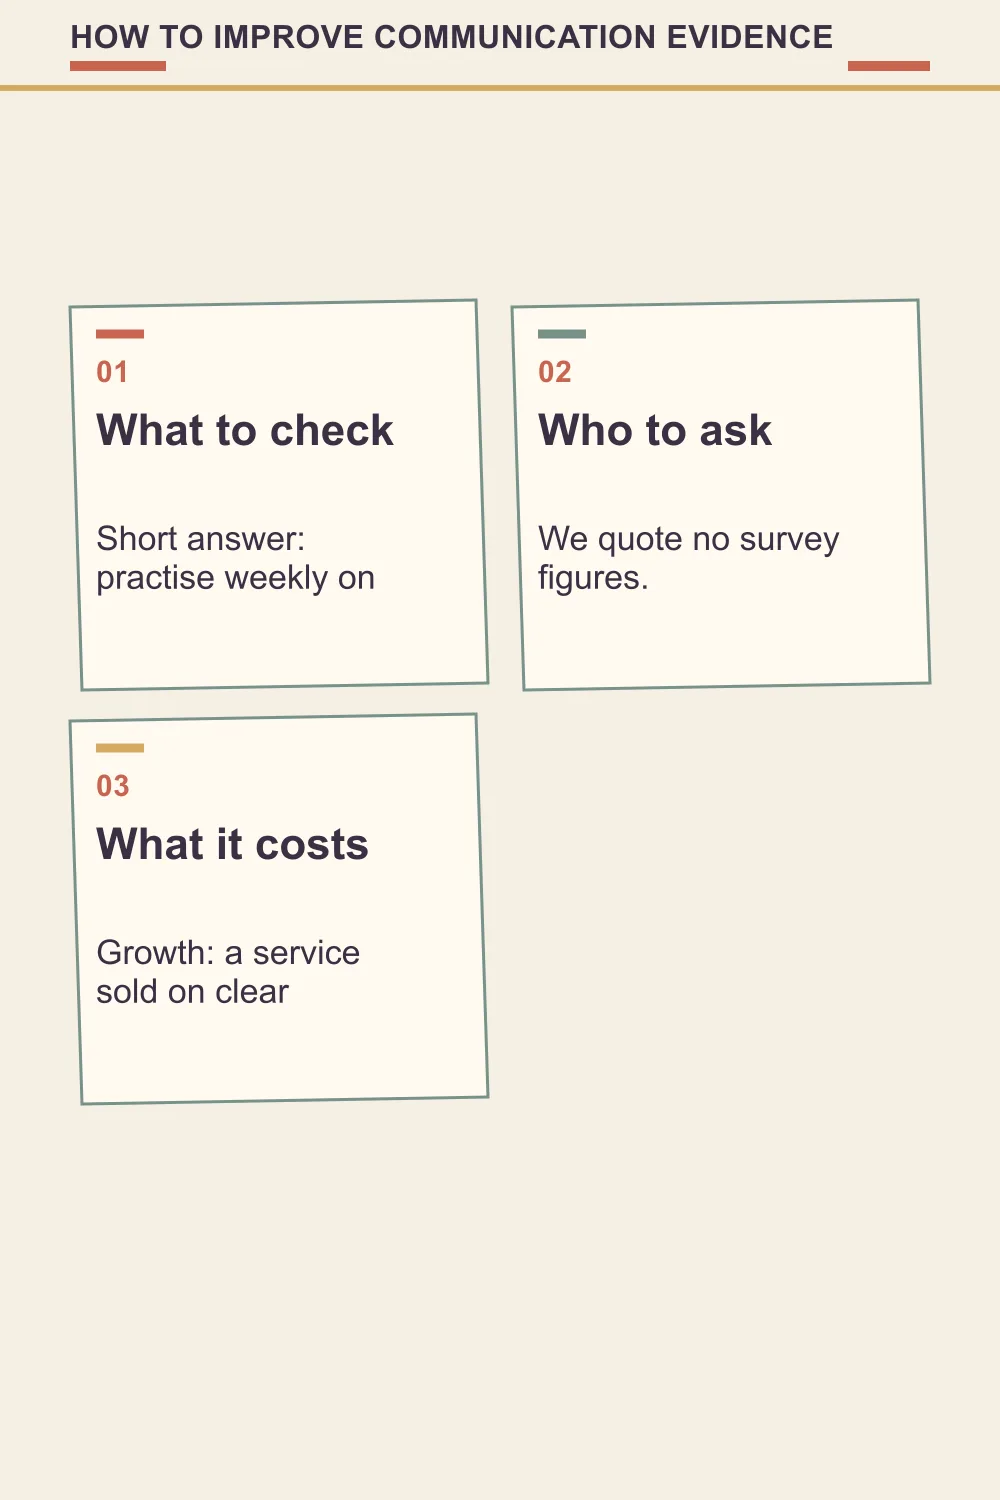 HOW TO IMPROVE COMMUNICATION EVIDENCE
01
What to check
Short answer:
practise weekly on
02
Who to ask
We quote no survey
figures.
03
What it costs
Growth: a service
sold on clear